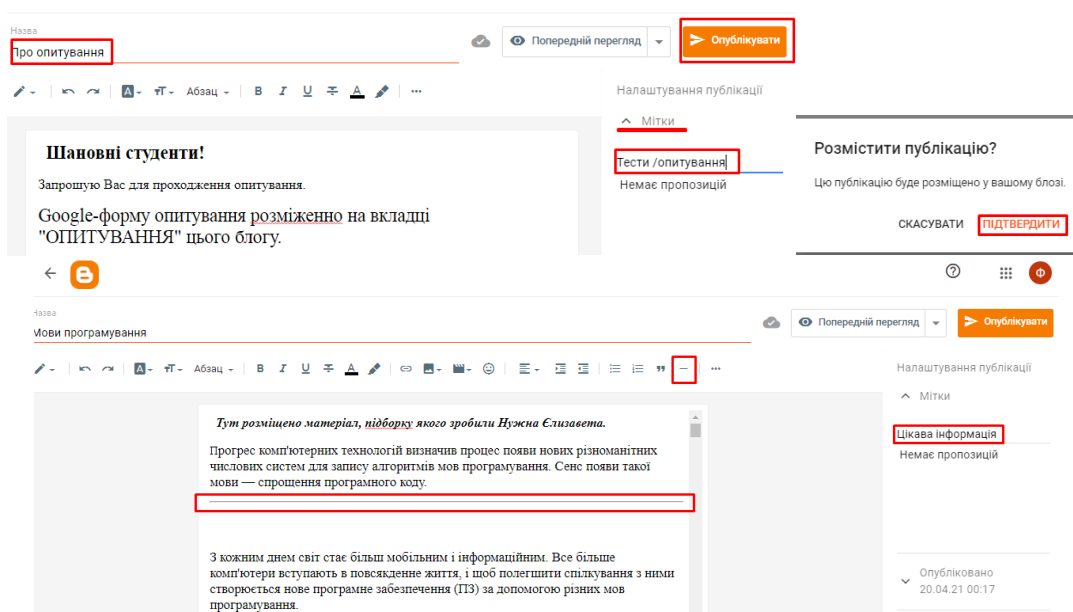 Назва
Про опитування
Попередній перегляд
Опублікувати
Абзац
Налаштування публікації
Мітки
Тести /опитування
Немає пропозицій
Шановні студенти!
Запрошую Вас для проходження опитування.
Google-форму опитування розміженно на вкладці
"ОПИТУВАННЯ" цього блогу.
Розмістити публікацію?
Цю публікацію буде розміщено у вашому блозі.
СКАСУВАТИ ПІДТВЕРДИТИ
Ф
Назва
Мови програмування
Попередній перегляд
Опублікувати
Абзац
Налаштування публікації
Мітки
Цікава інформація
Немає пропозицій
Тут розміщено матеріал, підборку якого зробили Нужна Єлизавета.
Прогрес комп'ютерних технологій визначив процес появи нових різноманітних
числових систем для запису алгоритмів мов програмування. Сенс появи такої
мови — спрощення програмного коду.
З кожним днем світ стає більш мобільним і інформаційним. Все більше
комп'ютери вступають в повсякденне життя, і щоб полегшити спілкування з ними
створюється нове програмне забезпечення (ПЗ) за допомогою різних мов
програмування.
Опубліковано
20.04.21 00:17